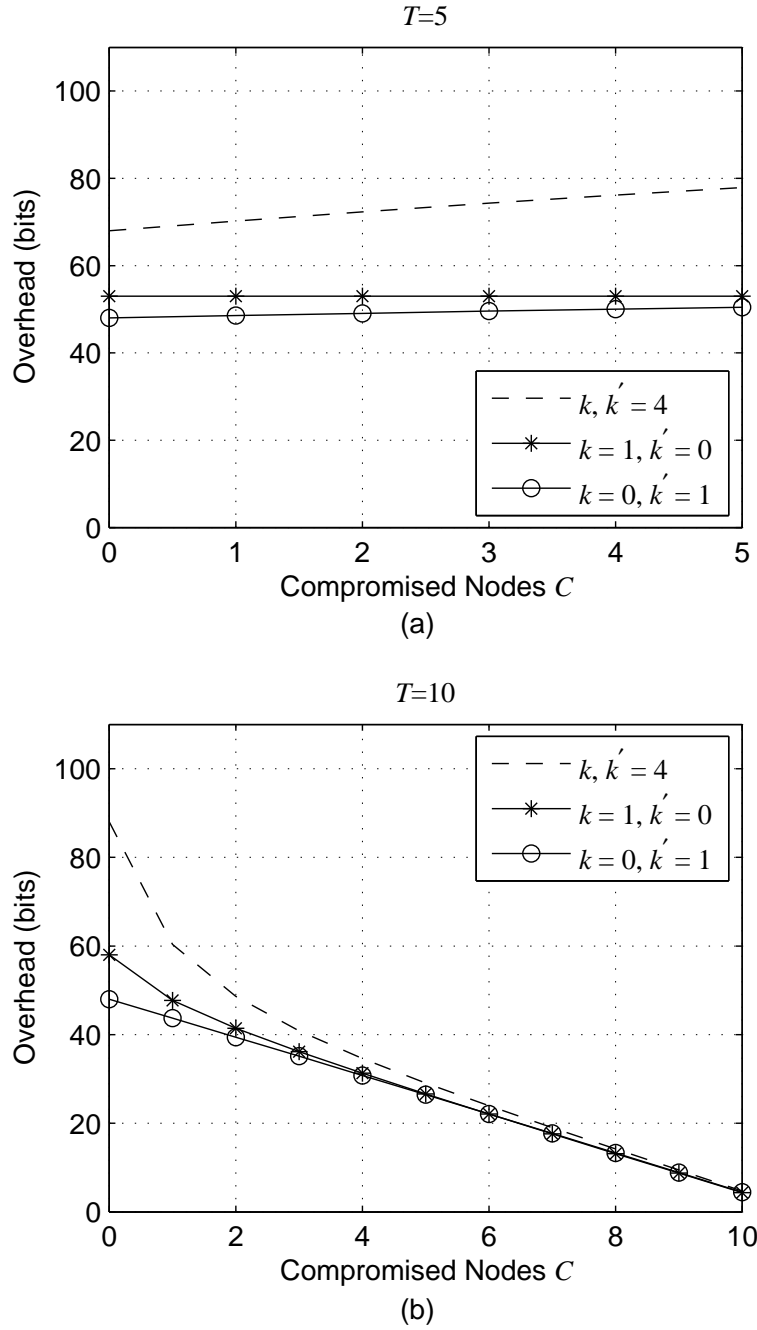 T=5
100
80
60
40
20
0
Overhead (bits)
k, k′ = 4
k = 1, k′ = 0
k = 0, k′ = 1
0 1 2 3 4 5
Compromised Nodes C
(a)
T=10
100
80
60
40
20
0
Overhead (bits)
k, k′ = 4
k = 1, k′ = 0
k = 0, k′ = 1
0 2 4 6 8 10
Compromised Nodes C
(b)